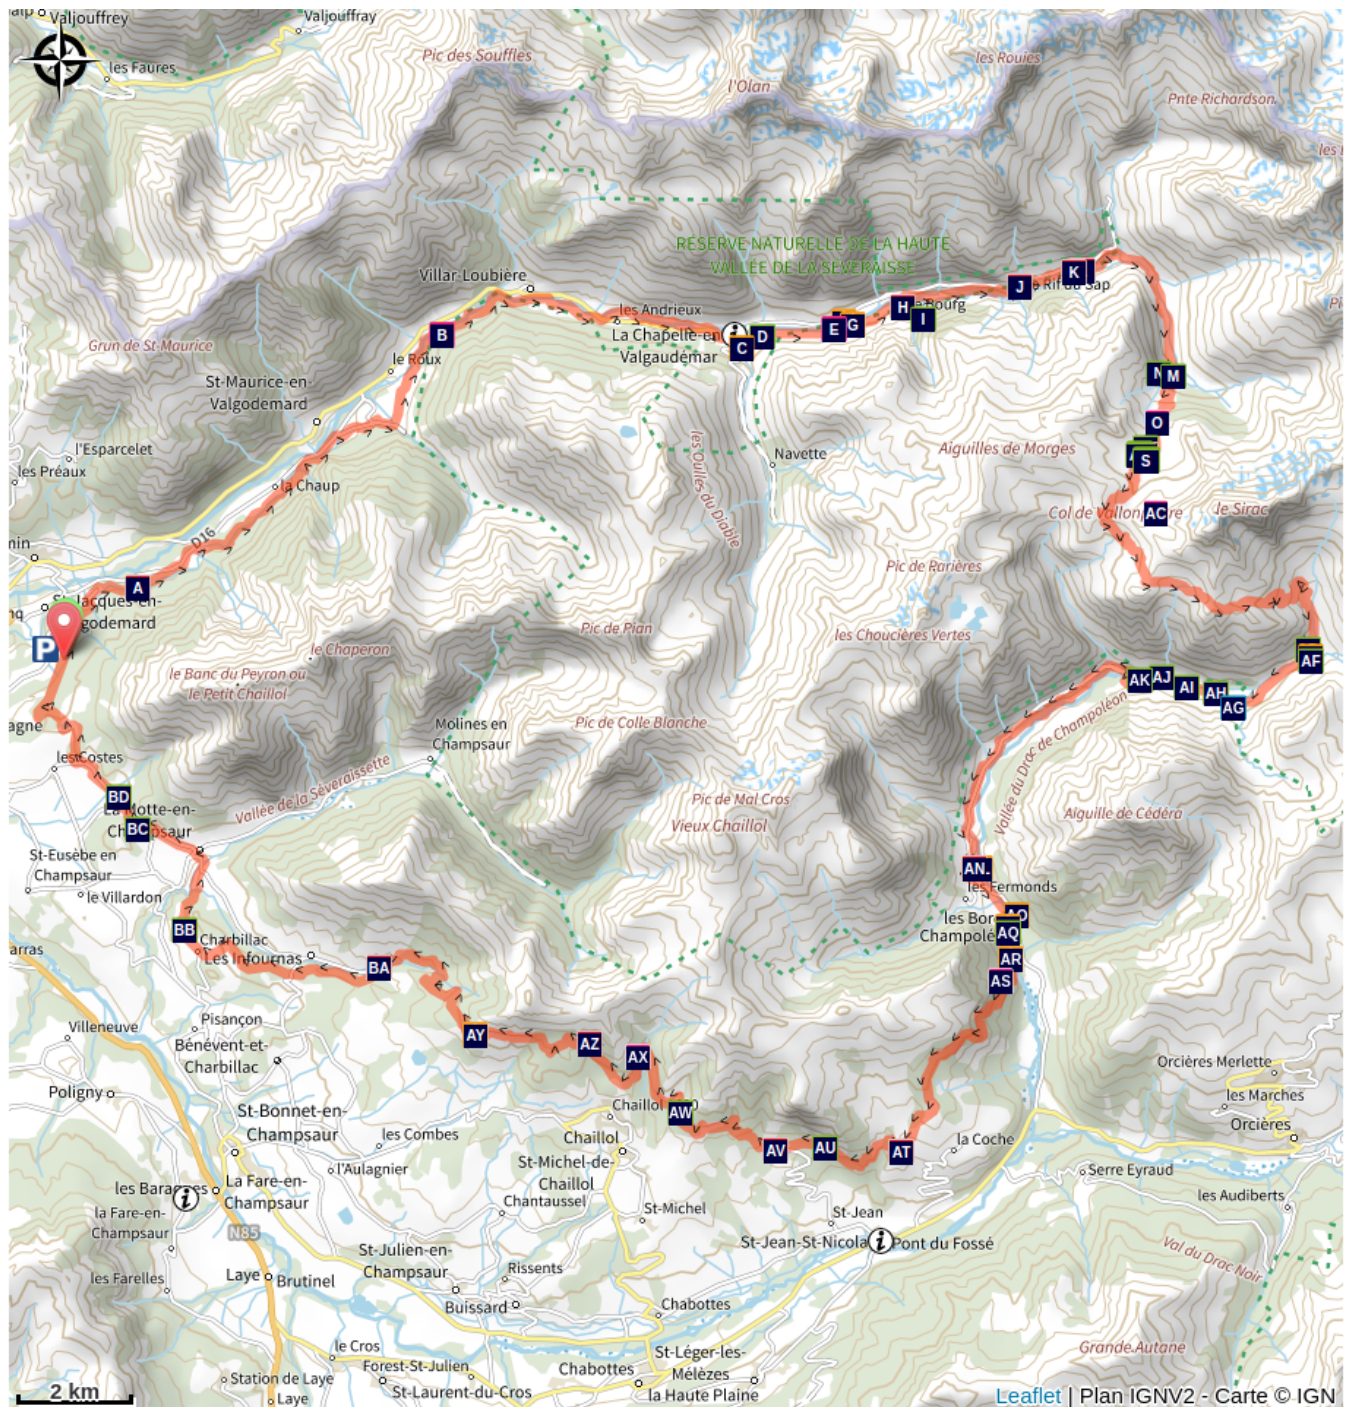 Valjouffrey
Valjouffray
les Faures
Pic des Souffles
l'Olan
les Rouies
Pnte Richardson
RESERVE NATURELLE DE LA HAUTE
VALLEE DE LA SEVERAISSE
Villar-Loubière
les Andrieux
La Chapelle-en
Valgaudémar
Grun de St-Maurice
le Roux
St-Maurice-en-
Valgodemard
l'Esparcelet
les Préaux
la Chaup
D16
B
C
D
E
G
H
I
J
K
N
M
O
S
AC
Navette
les Oulles du Diable
Aiguilles de Morges
le Sirac
Pic de Parières
A
P
le Chaperon
le Banc du Peyron ou
le Petit Chaillol
Pic de Pian
les Choucières Vertes
Pic de Colle Blanche
Molines en
Champsaur
Vallée de la Séveraissette
AF
AK
AJ
AI
AH
AG
Vallée du Drac de Champoléon
les Costes
BD
BC
St-Eusèbe en
Champsaur
le Villardon
Pic de Mal Cros
Vieux Chaillol
Aiguille de Cédéra
AN
les Fermonds
AQ
AR
AS
BB
Charbillac
Les Infournas
BA
Villeneuve
Pisançon
Bénévent-et-
Charbillac
Poligny
AY
AZ
AX
AW
AV
AU
AT
la Coche
Orcières Merlette
les Marches
Orcières
Serre Eyraud
les Audiberts
St-Bonnet-en-
Champsaur
les Combes
l'Aulagnier
Chaillol
St-Michel-de-
Chaillol
Chantaussel
St-Michel
St-Jean
Pont du Fossé
La Fare-en-
Champsaur
la Fare-en-
Champsaur
N85
les Farelles
Laye
Brutinel
St-Julien-en-
Champsaur
Rissents
Buissard
Chabottes
Val du Drac Noir
Grande Autane
le Cros
Forest-St-Julien
Station de Laye
Laye
St-Laurent-du-Cros
Chabottes
St-Léger-les-
Mélèzes
la Haute Plaine
2 km
Leaflet | Plan IGNV2 - Carte © IGN